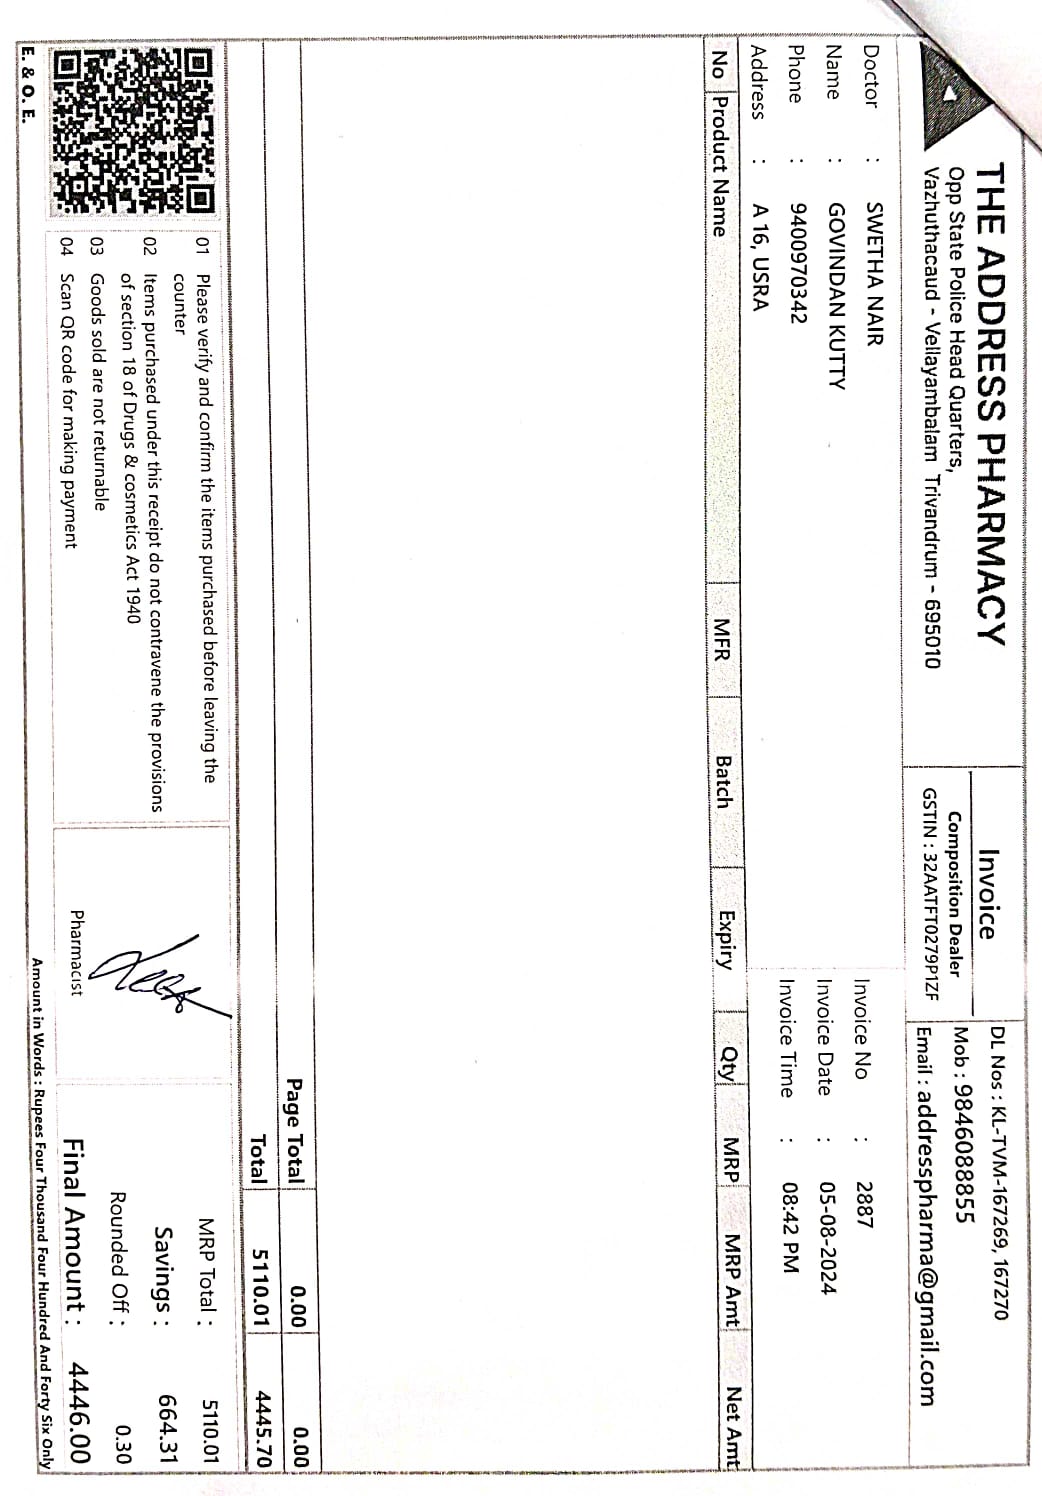 THE ADDRESS PHARMACY
Opp State Police Head Quarters,
Vazhuthacaud - Vellayambalam Trivandrum - 695010
Invoice
Composition Dealer
GSTIN : 32AATFT0279P1ZF
DL Nos : KL-TVM-167269, 167270
Mob : 9846088855
Email : addresspharma@gmail.com
Doctor : SWETHA NAIR
Name : GOVINDAN KUTTY
Phone : 9400970342
Address : A 16, USRA
Invoice No : 2887
Invoice Date : 05-08-2024
Invoice Time : 08:42 PM
No Product Name MFR Batch Expiry Qty MRP MRP Amt Net Amt
Page Total 0.00 0.00
Total 5110.01 4445.70
01 Please verify and confirm the items purchased before leaving the
counter
02 Items purchased under this receipt do not contravene the provisions
of section 18 of Drugs & cosmetics Act 1940
03 Goods sold are not returnable
04 Scan QR code for making payment
Pharmacist
MRP Total : 5110.01
Savings : 664.31
Rounded Off : 0.30
Final Amount : 4446.00
E. & O. E.
Amount in Words : Rupees Four Thousand Four Hundred And Forty Six Only